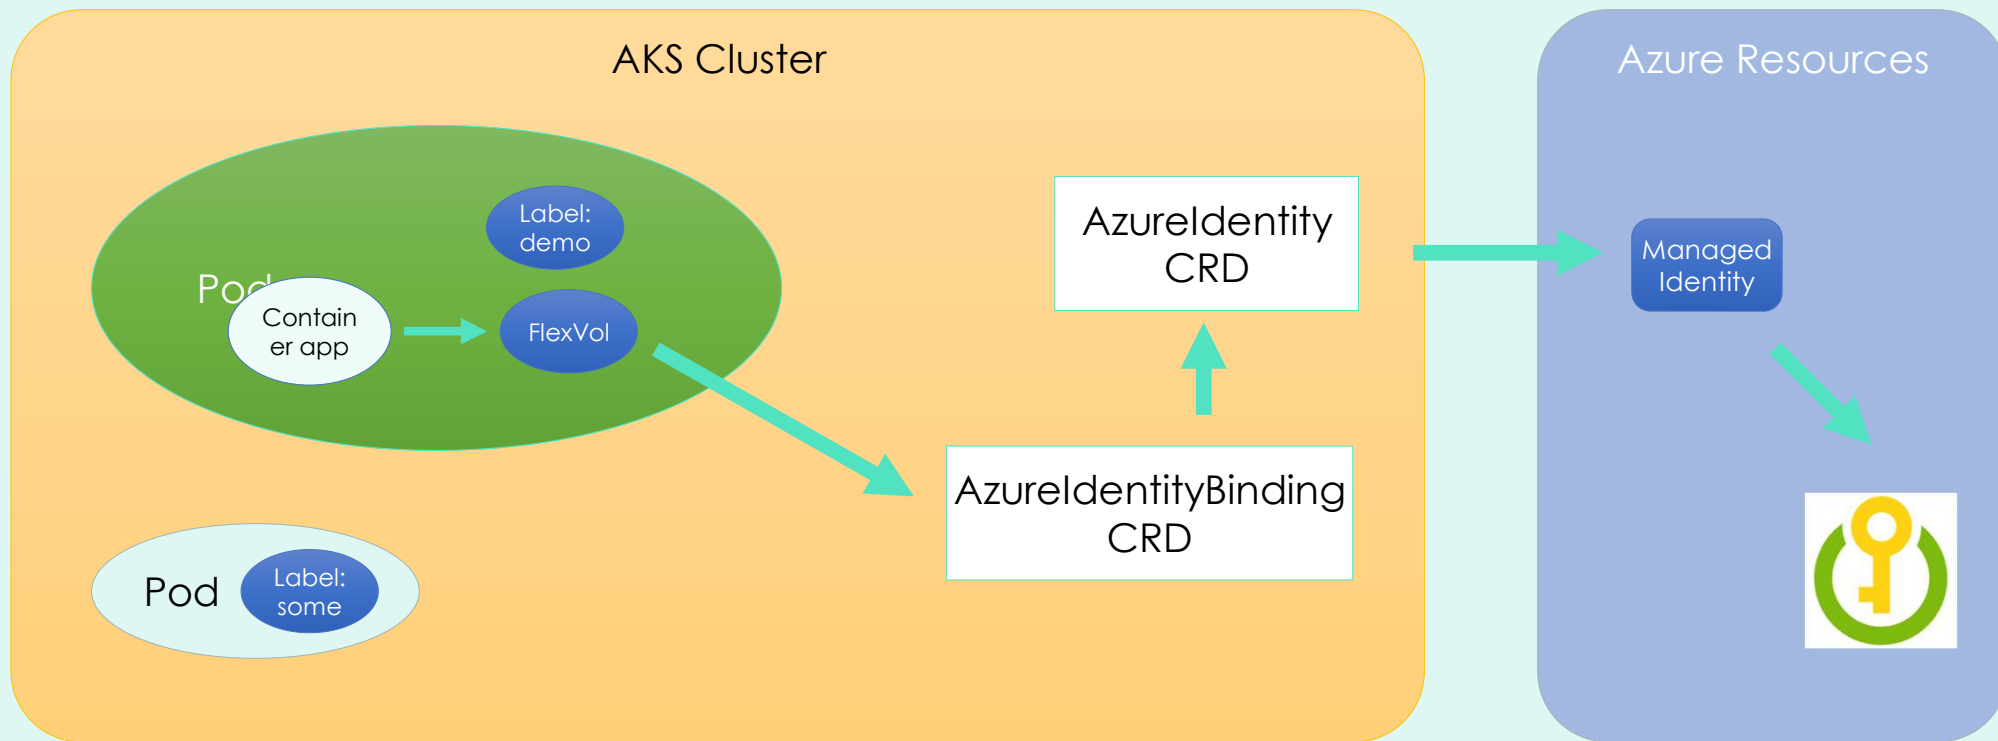 AKS Cluster
Azure Resources
Label:
demo
Pod
Contain
er app
FlexVol
AzureIdentity
CRD
Managed
Identity
AzureIdentityBinding
CRD
Pod
Label:
some